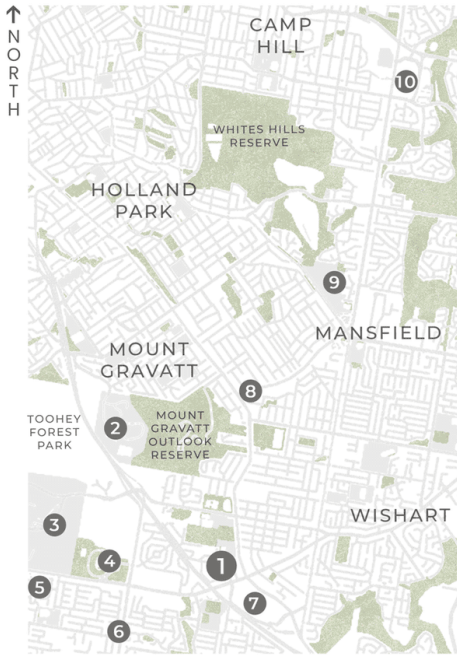 NORTH
CAMP
HILL
10
WHITES HILLS
RESERVE
HOLLAND
PARK
9
MANSFIELD
MOUNT
GRAVATT
8
TOOHEY
FOREST
PARK
2
MOUNT
GRAVATT
OUTLOOK
RESERVE
WISHART
3
4
1
5
7
6